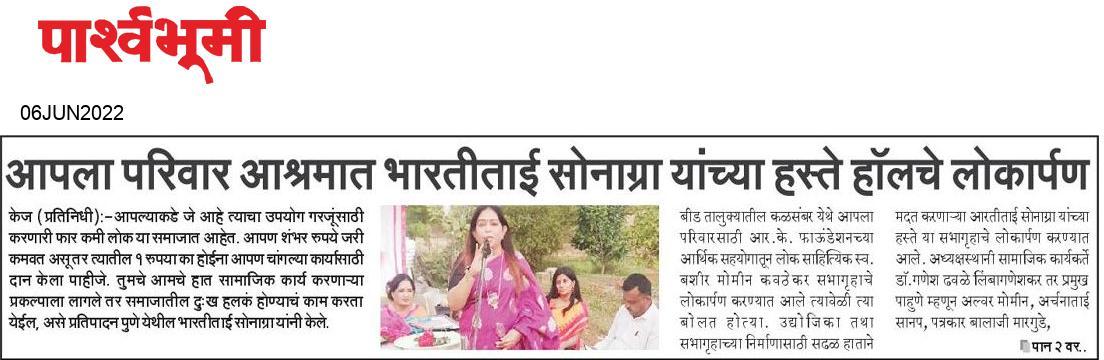 पार्श्वभूमी
06JUN2022
आपला परिवार आश्रमात भारतीताई सोनाग्रा यांच्या हस्ते हॉलचे लोकार्पण
केज (प्रतिनिधी):-आपल्याकडे जे आहे त्याचा उपयोग गरजूंसाठी
करणारी फार कमी लोक या समाजात आहेत. आपण शंभर रुपये जरी
कमवत असू तर त्यातील १ रुपया का होईना आपण चांगल्या कार्यासाठी
दान केला पाहीजे. तुमचे आमचे हात सामाजिक कार्य करणाऱ्या
प्रकल्पाला लागले तर समाजातील दुःख हलकं होण्याचं काम करता
येईल, असे प्रतिपादन पुणे येथील भारतीताई सोनाग्रा यांनी केले.
बीड तालुक्यातील कळसंबर येथे आपला
परिवारसाठी आर.के. फाऊंडेशनच्या
आर्थिक सहयोगातून लोक साहित्यिक स्व.
बशीर मोमीन कवठेकर सभागृहाचे
लोकार्पण करण्यात आले त्यावेळी त्या
बोलत होत्या. उद्योजिका तथा
सभागृहाच्या निर्माणासाठी सढळ हाताने
मदत करणाऱ्या आरतीताई सोनाग्रा यांच्या
हस्ते या सभागृहाचे लोकार्पण करण्यात
आले. अध्यक्षस्थानी सामाजिक कार्यकर्ते
डॉ.गणेश ढवळे लिंबागणेशकर तर प्रमुख
पाहुणे म्हणून अल्वर मोमीन, अर्चनाताई
सानप, पत्रकार बालाजी मारगुडे,
पान २ वर..